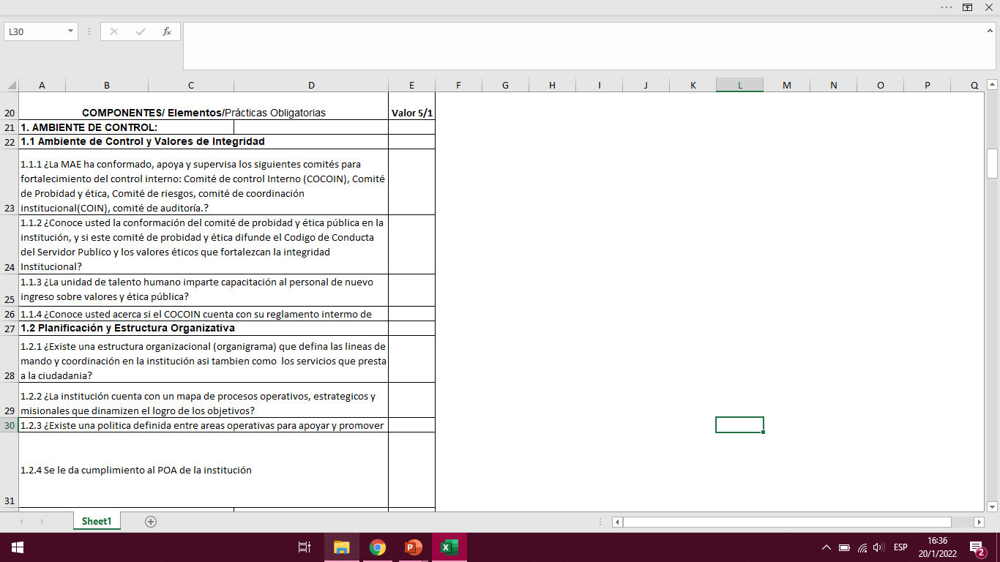 L30
fx
A B C D E F G H I J K L M N O P Q
20 COMPONENTES/ Elementos/Prácticas Obligatorias Valor 5/1
21 1. AMBIENTE DE CONTROL:
22 1.1 Ambiente de Control y Valores de Integridad
1.1.1 ¿La MAE ha conformado, apoya y supervisa los siguientes comités para
fortalecimiento del control interno: Comité de control Interno (COCOIN), Comité
de Probidad y ética, Comité de riesgos, comité de coordinación
23 institucional(COIN), comité de auditoría.?
1.1.2 ¿Conoce usted la conformación del comité de probidad y ética pública en la
institución, y si este comité de probidad y ética difunde el Codigo de Conducta
del Servidor Publico y los valores éticos que fortalezcan la integridad
24 Institucional?
1.1.3 ¿La unidad de talento humano imparte capacitación al personal de nuevo
25 ingreso sobre valores y ética pública?
26 1.1.4 ¿Conoce usted acerca si el COCOIN cuenta con su reglamento intermo de
27 1.2 Planificación y Estructura Organizativa
1.2.1 ¿Existe una estructura organizacional (organigrama) que defina las lineas de
mando y coordinación en la institución asi tambien como los servicios que presta
28 a la ciudadania?
1.2.2 ¿La institución cuenta con un mapa de procesos operativos, estrategicos y
29 misionales que dinamizen el logro de los objetivos?
30 1.2.3 ¿Existe una politica definida entre areas operativas para apoyar y promover
1.2.4 Se le da cumplimiento al POA de la institución
31
Sheet1
ESP
16:36
20/1/2022
2